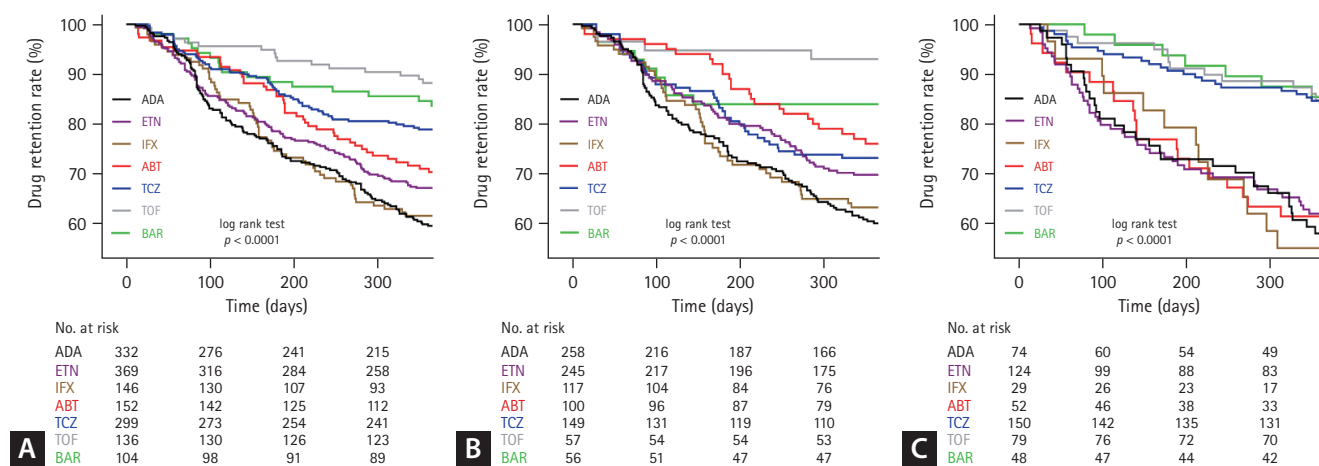 Drug retention rate (%)
100
90
80
70
60
ADA
ETN
IFX
ABT
TCZ
TOF
BAR
log rank test
p < 0.0001
0 100 200 300
Time (days)
No. at risk
ADA 332 276 241 215
ETN 369 316 284 258
IFX 146 130 107 93
ABT 152 142 125 112
TCZ 299 273 254 241
TOF 136 130 126 123
BAR 104 98 91 89
A
Drug retention rate (%)
100
90
80
70
60
ADA
ETN
IFX
ABT
TCZ
TOF
BAR
log rank test
p < 0.0001
0 100 200 300
Time (days)
No. at risk
ADA 258 216 187 166
ETN 245 217 196 175
IFX 117 104 84 76
ABT 100 96 87 79
TCZ 149 131 119 110
TOF 57 54 54 53
BAR 56 51 47 47
B
Drug retention rate (%)
100
90
80
70
60
ADA
ETN
IFX
ABT
TCZ
TOF
BAR
log rank test
p < 0.0001
0 100 200 300
Time (days)
No. at risk
ADA 74 60 54 49
ETN 124 99 88 83
IFX 29 26 23 17
ABT 52 46 38 33
TCZ 150 142 135 131
TOF 79 76 72 70
BAR 48 47 44 42
C